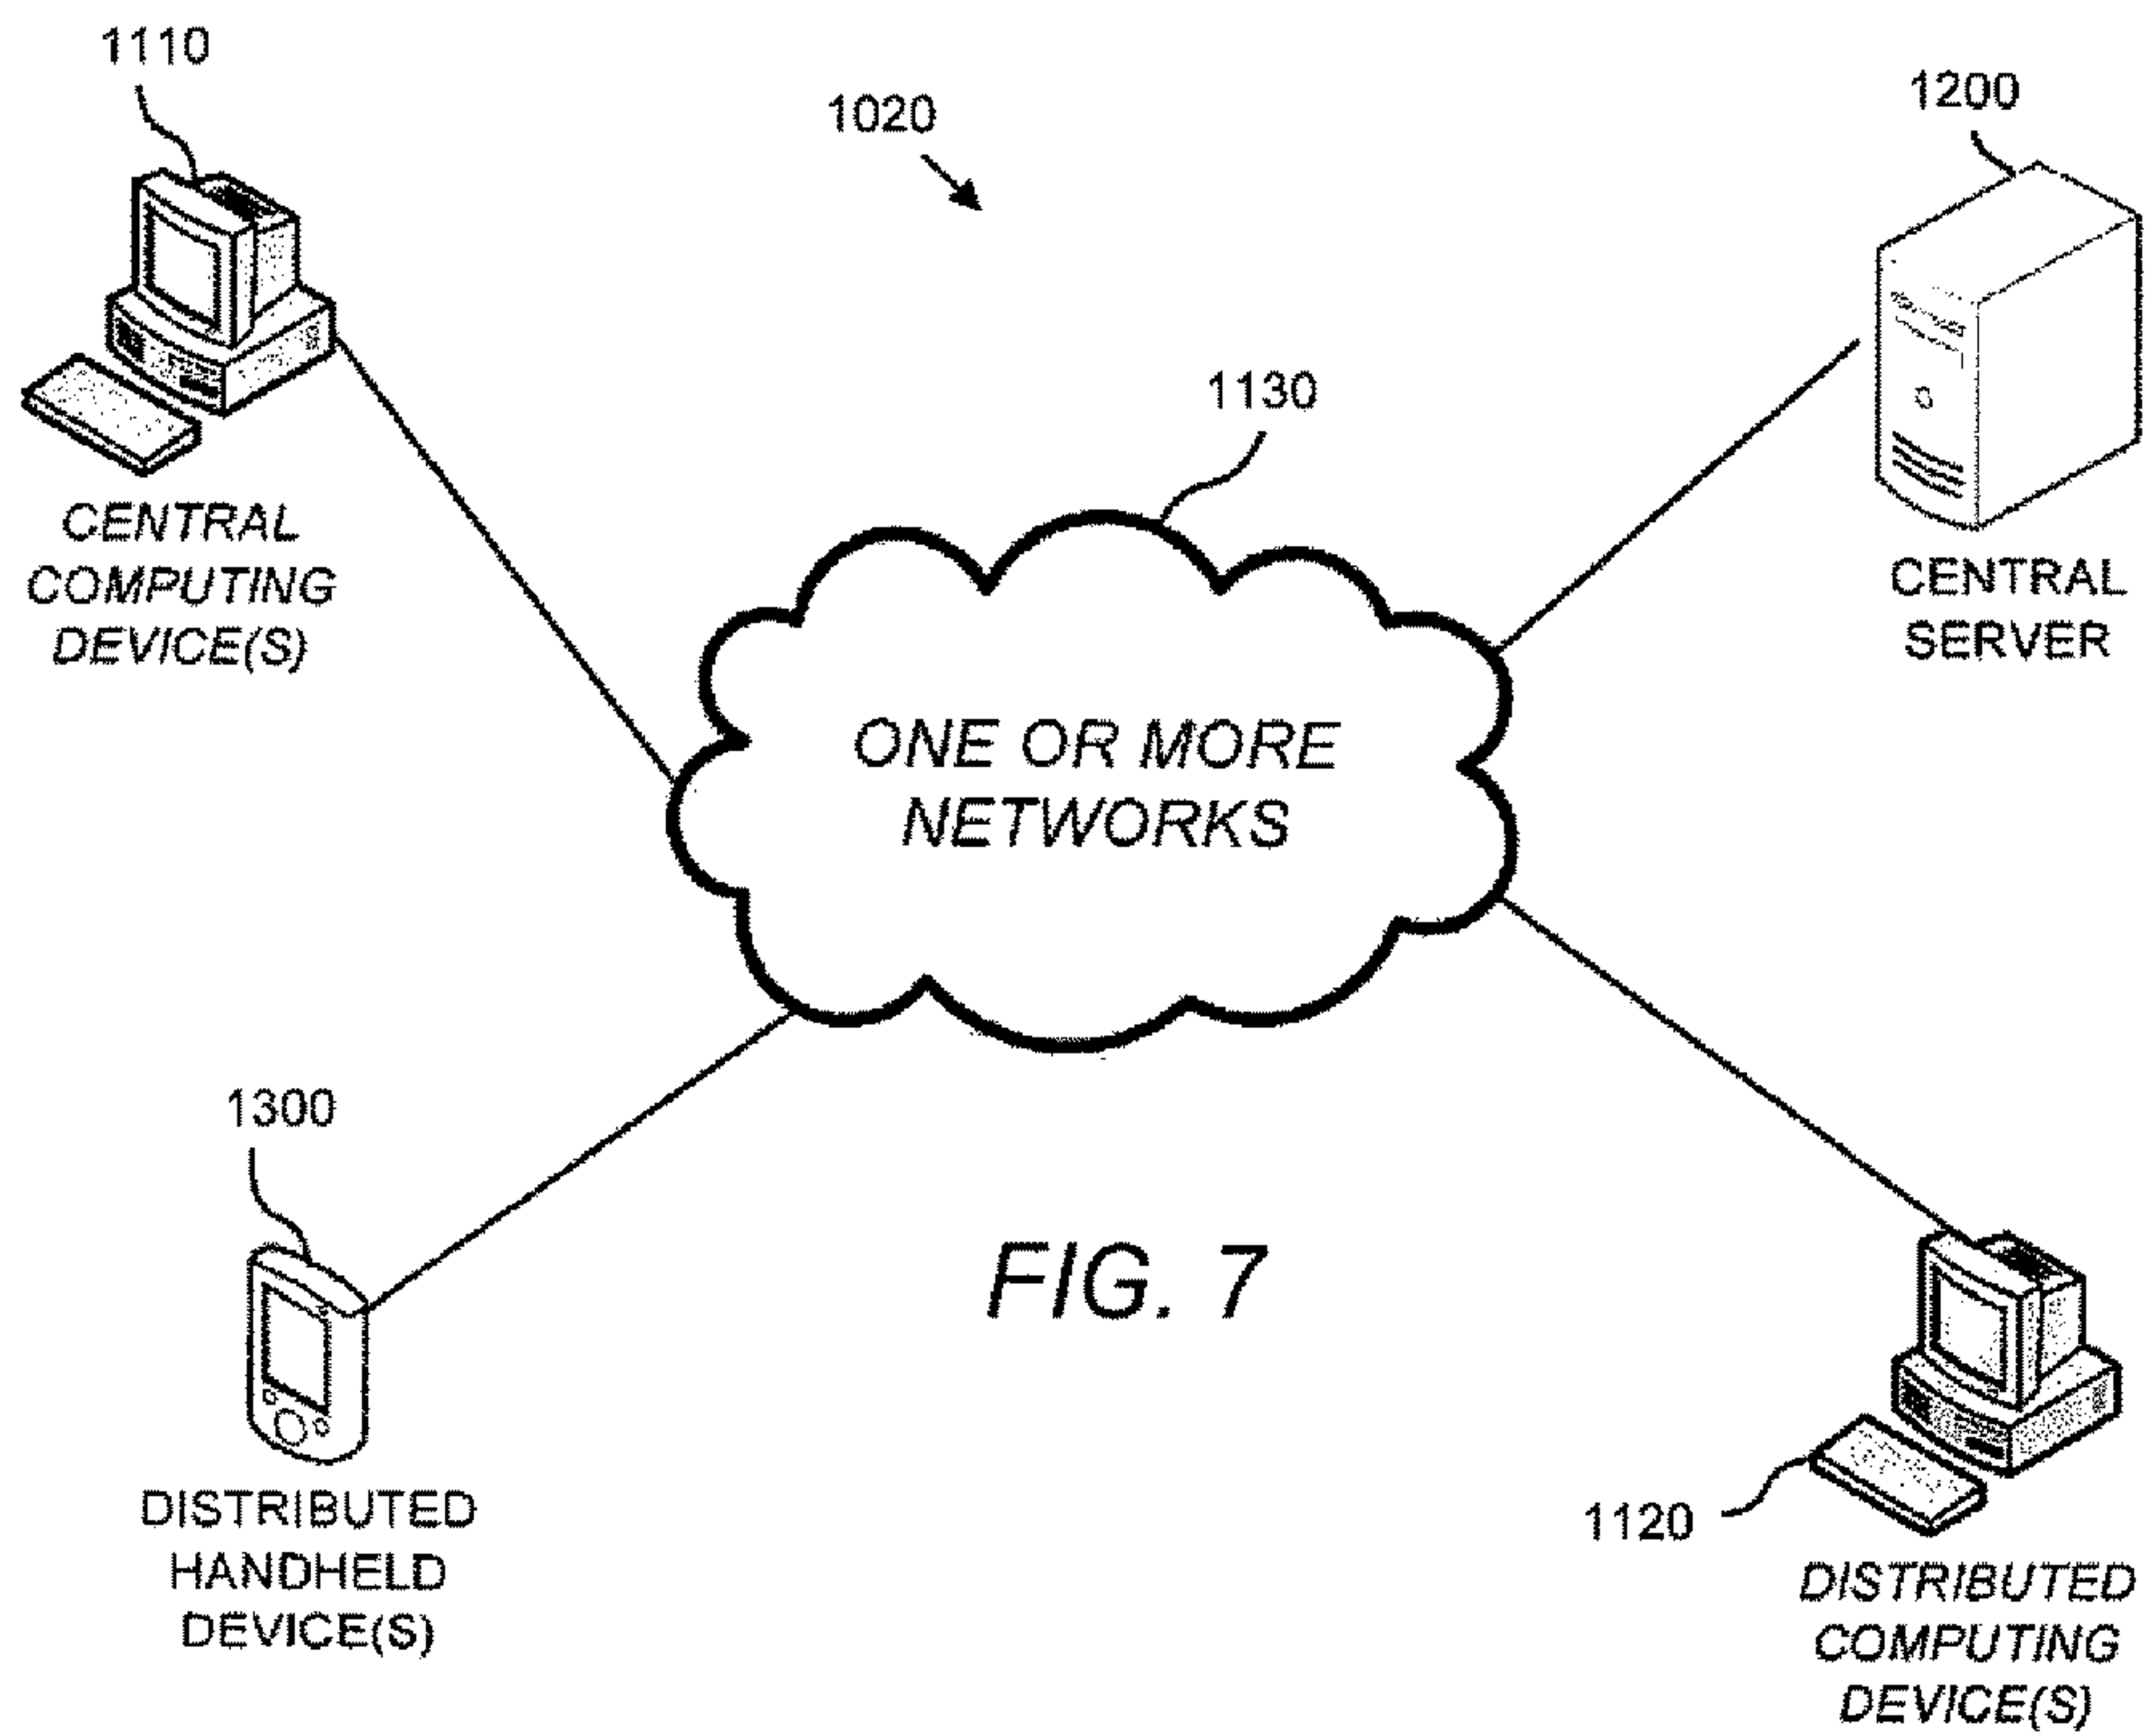 1110
1020
1200
CENTRAL
COMPUTING
DEVICE(S)
1130
CENTRAL
SERVER
ONE OR MORE
NETWORKS
1300
DISTRIBUTED
HANDHELD
DEVICE(S)
FIG. 7
1120
DISTRIBUTED
COMPUTING
DEVICE(S)